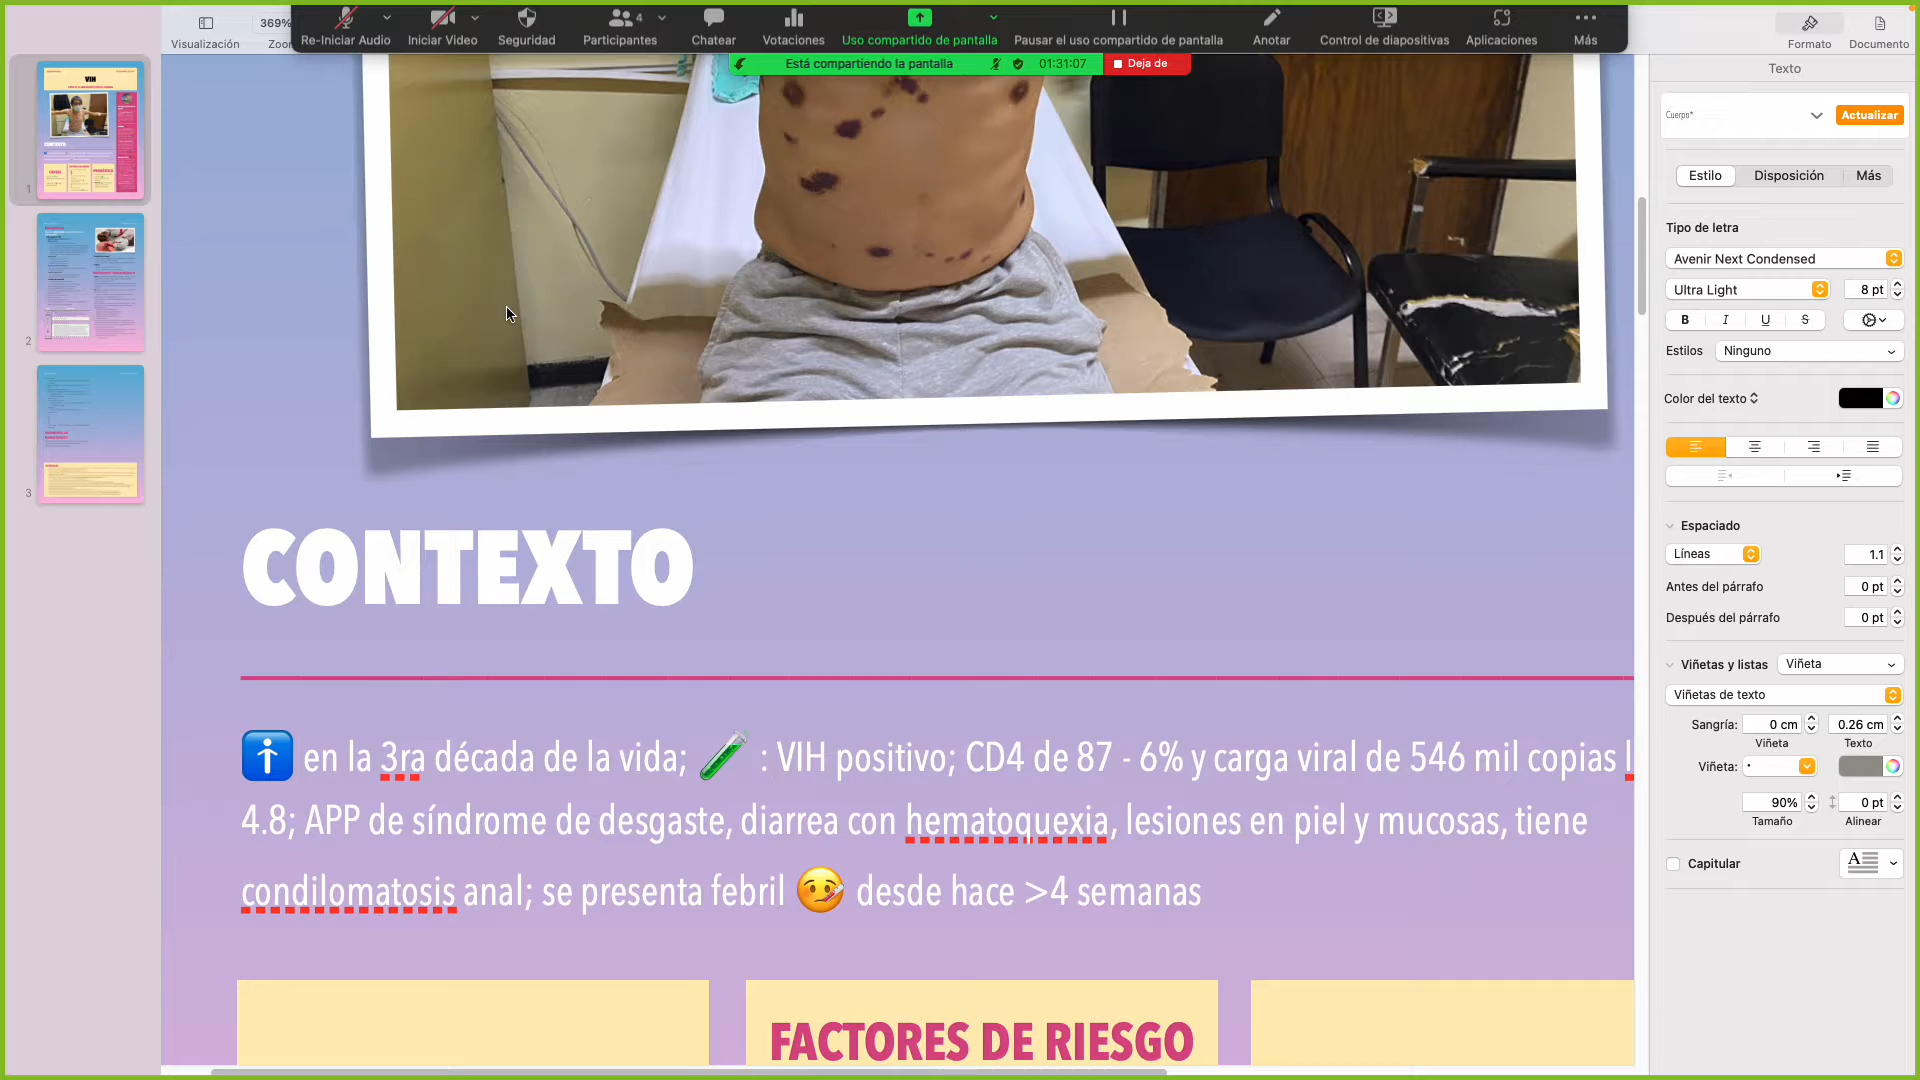 Visualización
369%
Zoom
Re-Iniciar Audio
Iniciar Video
Seguridad
4
Participantes
Chatear
Votaciones
Uso compartido de pantalla
Pausar el uso compartido de pantalla
Anotar
Control de diapositivas
Aplicaciones
Más
Formato
Documento
Está compartiendo la pantalla
01:31:07
Deja de
Texto
VIH
1
2
3
CONTEXTO
en la 3ra década de la vida; : VIH positivo; CD4 de 87 - 6% y carga viral de 546 mil copias l
4.8; APP de síndrome de desgaste, diarrea con hematoquexia, lesiones en piel y mucosas, tiene
condilomatosis anal; se presenta febril desde hace >4 semanas
FACTORES DE RIESGO
Cuerpo*
Actualizar
Estilo Disposición Más
Tipo de letra
Avenir Next Condensed
Ultra Light 8 pt
B I U S
Estilos Ninguno
Color del texto
Espaciado
Líneas 1.1
Antes del párrafo 0 pt
Después del párrafo 0 pt
Viñetas y listas Viñeta
Viñetas de texto
Sangría: 0 cm 0.26 cm
Viñeta Texto
Viñeta: •
90% 0 pt
Tamaño Alinear
Capitular A